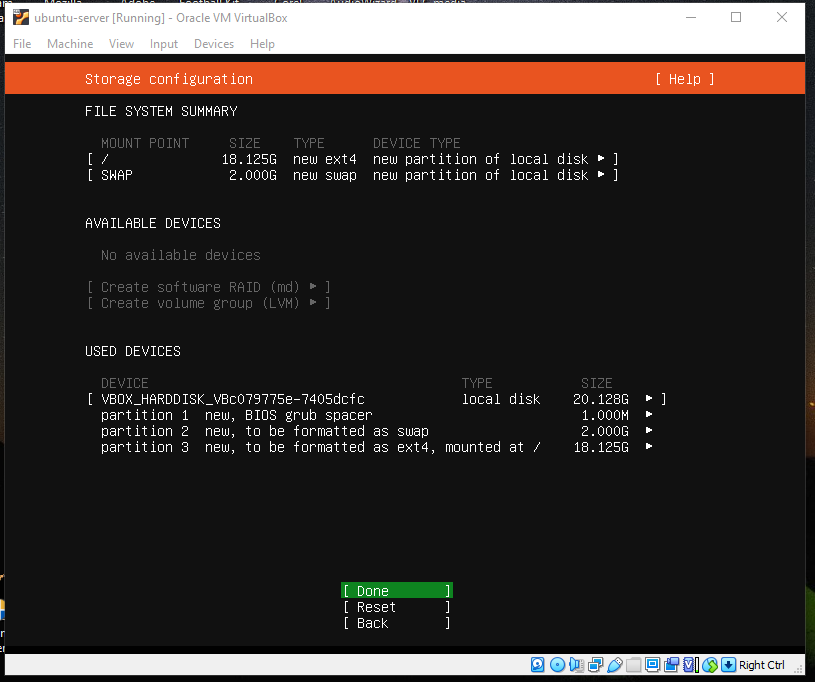 ubuntu-server [Running] - Oracle VM VirtualBox
File Machine View Input Devices Help
Storage configuration [ Help ]
FILE SYSTEM SUMMARY
MOUNT POINT SIZE TYPE DEVICE TYPE
[ / 18.125G new ext4 new partition of local disk ▸ ]
[ SWAP 2.000G new swap new partition of local disk ▸ ]
AVAILABLE DEVICES
No available devices
[ Create software RAID (md) ▸ ]
[ Create volume group (LVM) ▸ ]
USED DEVICES
DEVICE TYPE SIZE
[ VBOX_HARDDISK_VBc079775e-7405dcfc local disk 20.128G ▸ ]
partition 1 new, BIOS grub spacer 1.000M ▸
partition 2 new, to be formatted as swap 2.000G ▸
partition 3 new, to be formatted as ext4, mounted at / 18.125G ▸
[ Done ]
[ Reset ]
[ Back ]
Right Ctrl